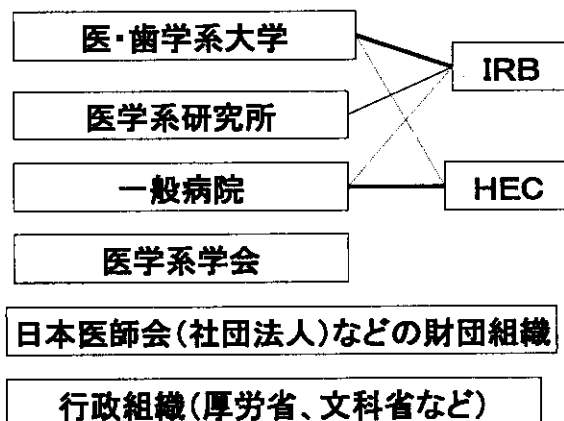 医・歯学系大学
IRB
医学系研究所
一般病院
HEC
医学系学会
日本医師会(社団法人)などの財団組織
行政組織(厚労省、文科省など)